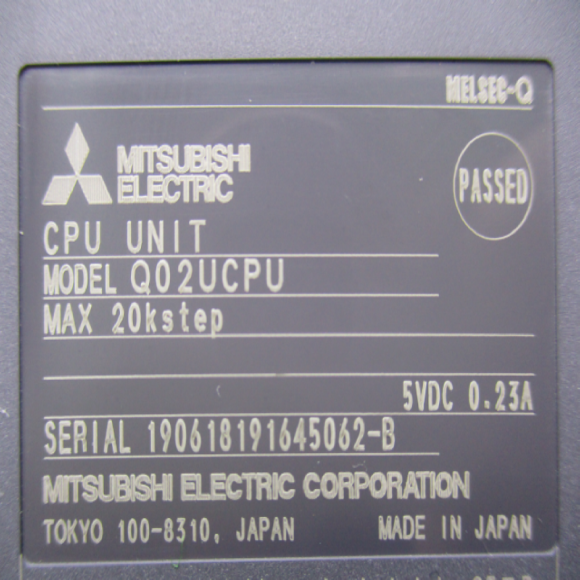 MELSEC-Q
MITSUBISHI
ELECTRIC
PASSED
CPU UNIT
MODEL Q02UCPU
MAX 20kstep
5VDC 0.23A
SERIAL 190618191645062-B
MITSUBISHI ELECTRIC CORPORATION
TOKYO 100-8310, JAPAN MADE IN JAPAN